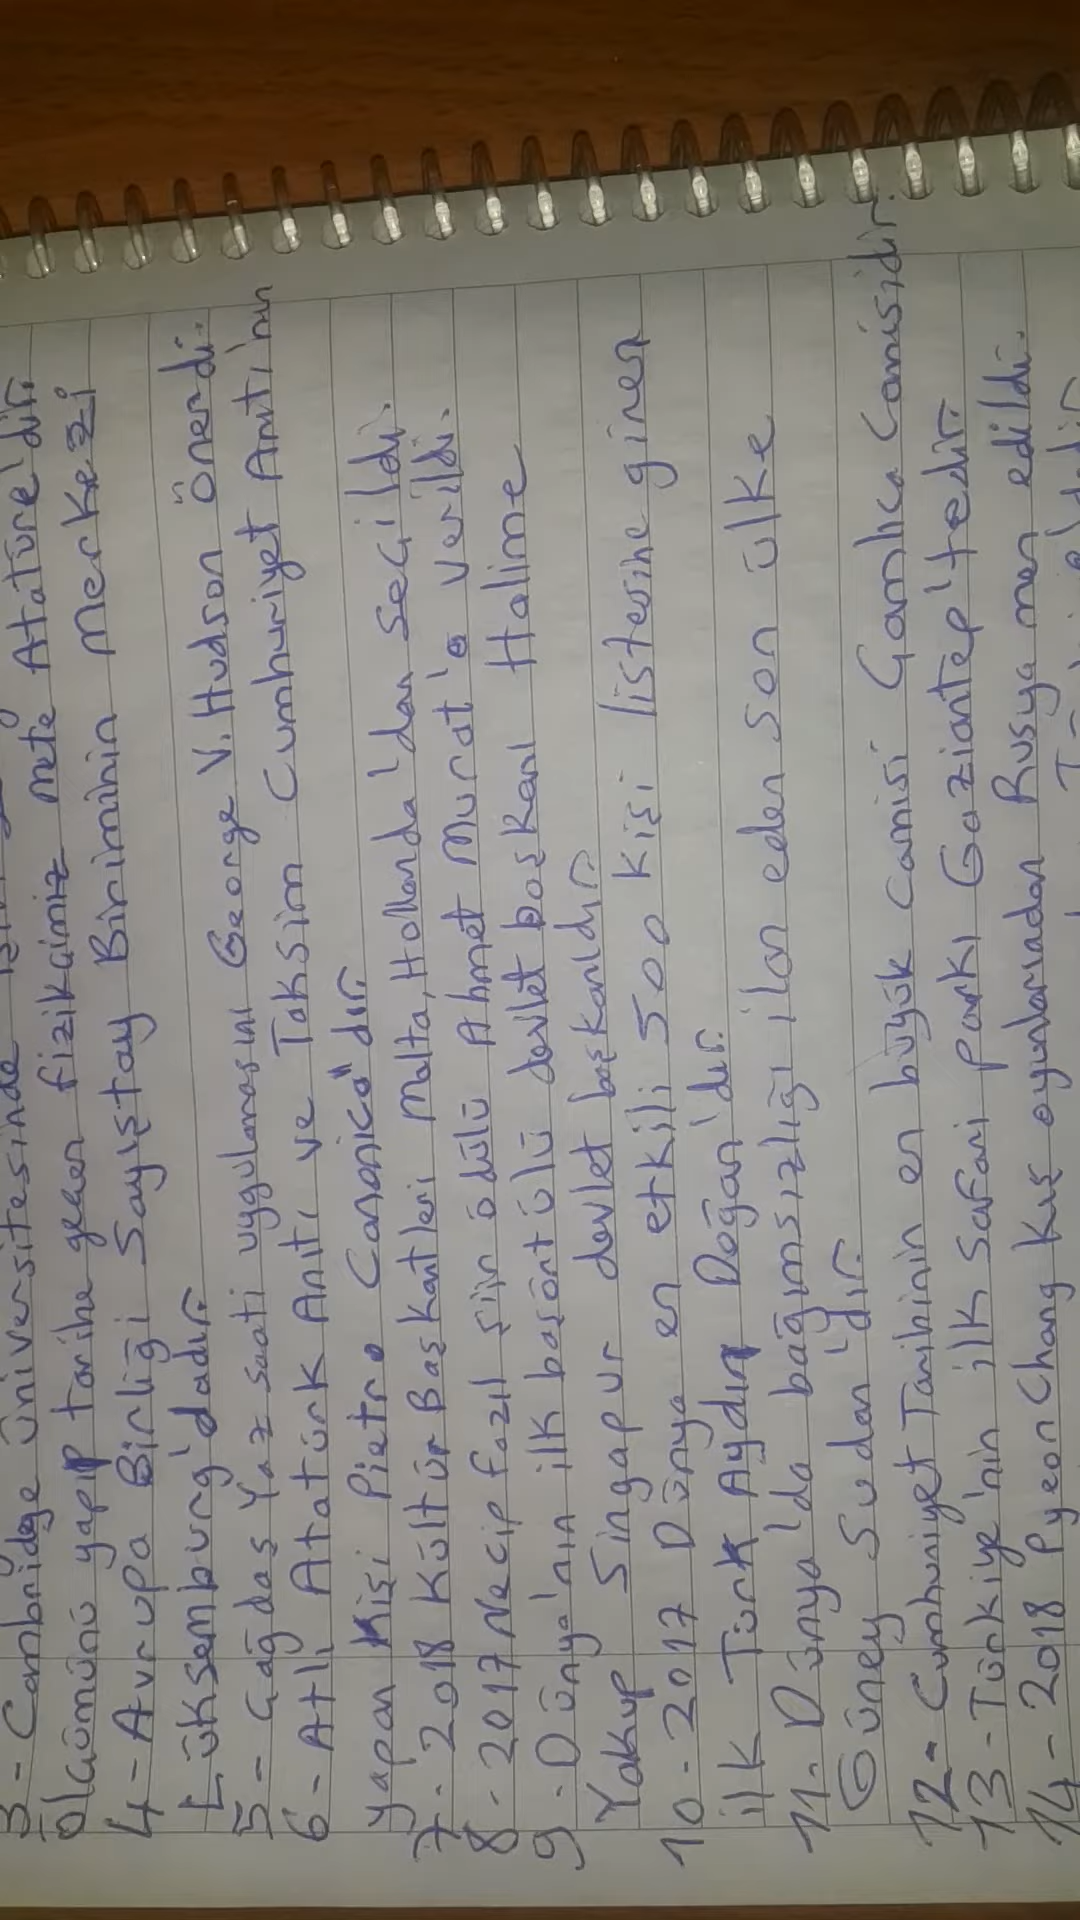 3- Cambridge Üniversitesinde
ölçümünü yapıp tarihe geçen fizikçimiz Mete Atatüre'dir.
4- Avrupa Birliği Sayıştay Biriminin Merkezi
Lüksemburg'dadır.
5- Çağdaş Yaz saati uygulamasını George V. Hudson önerdi.
6- Atlı Atatürk Anıtı ve Taksim Cumhuriyet Anıtı'nın
yapan kişi Pietro Canonica"dır.
7- 2018 Kültür Başkantleri Malta, Hollanda'dan seçildi.
8- 2017 Necip fazıl şiir ödülü Ahmet Murat'a verildi.
9- Dünya'nın ilk başörtülü devlet başkanı Halime
Yakup Singapur devlet başkanıdır.
10- 2017 Dünya en etkili 500 kişi listesine giren
ilk Türk Aydın Doğan'dır.
11- Dünya'da bağımsızlığı ilan eden son ülke
Güney Sudan'dır.
12- Cumhuriyet Tarihinin en büyük camisi Çamlıca Camisidir.
13- Türkiye'nin ilk Safari parkı Gaziantep'tedir.
14- 2018 PyeonChang Kış oyunlarından Rusya men edildi.